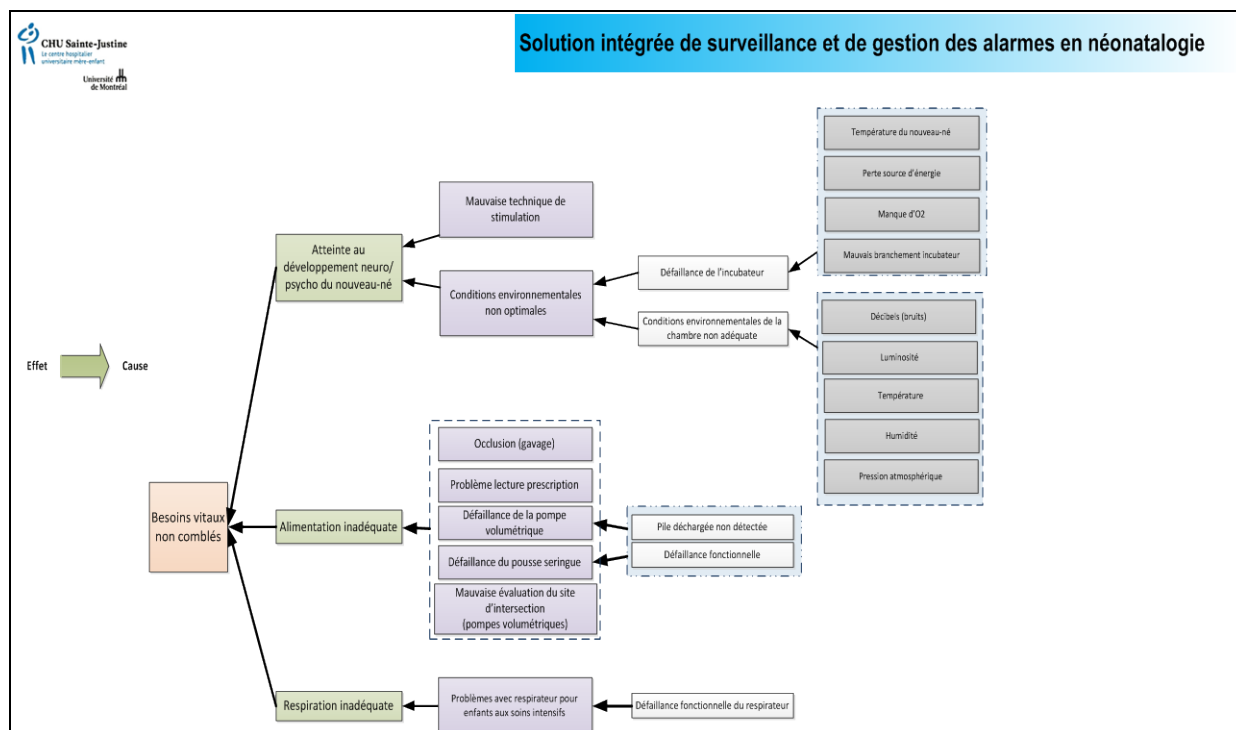 CHU Sainte-Justine
Le centre hospitalier
universitaire mère-enfant
Université
de Montréal
Solution intégrée de surveillance et de gestion des alarmes en néonatalogie
Température du nouveau-né
Perte source d'énergie
Manque d'O2
Mauvais branchement incubateur
Mauvaise technique de
stimulation
Atteinte au
développement neuro/
psycho du nouveau-né
Conditions environnementales
non optimales
Défaillance de l'incubateur
Conditions environnementales de la
chambre non adéquate
Décibels (bruits)
Luminosité
Température
Humidité
Pression atmosphérique
Effet
Cause
Occlusion (gavage)
Problème lecture prescription
Défaillance de la pompe
volumétrique
Défaillance du pousse seringue
Mauvaise évaluation du site
d'intersection
(pompes volumétriques)
Pile déchargée non détectée
Défaillance fonctionnelle
Besoins vitaux
non comblés
Alimentation inadéquate
Respiration inadéquate
Problèmes avec respirateur pour
enfants aux soins intensifs
Défaillance fonctionnelle du respirateur